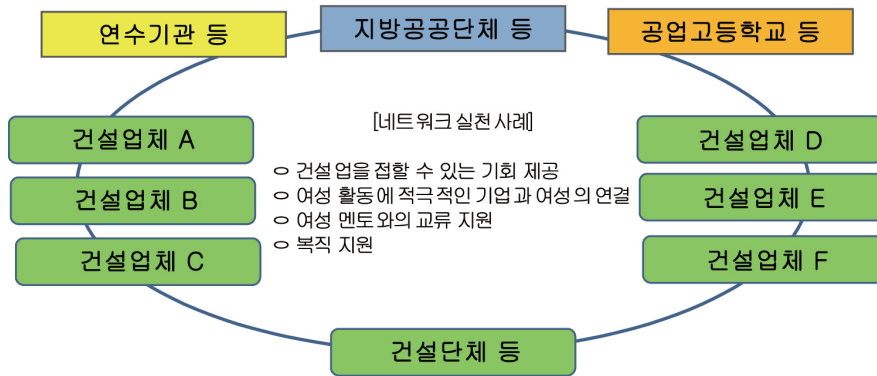 연수기관 등
지방공공단체 등
공업고등학교 등
건설업체 A
건설업체 B
건설업체 C
[네트워크 실천 사례]
ㅇ 건설업을 접할 수 있는 기회 제공
ㅇ 여성 활동에 적극적인 기업과 여성의 연결
ㅇ 여성 멘토와의 교류 지원
ㅇ 복직 지원
건설업체 D
건설업체 E
건설업체 F
건설단체 등